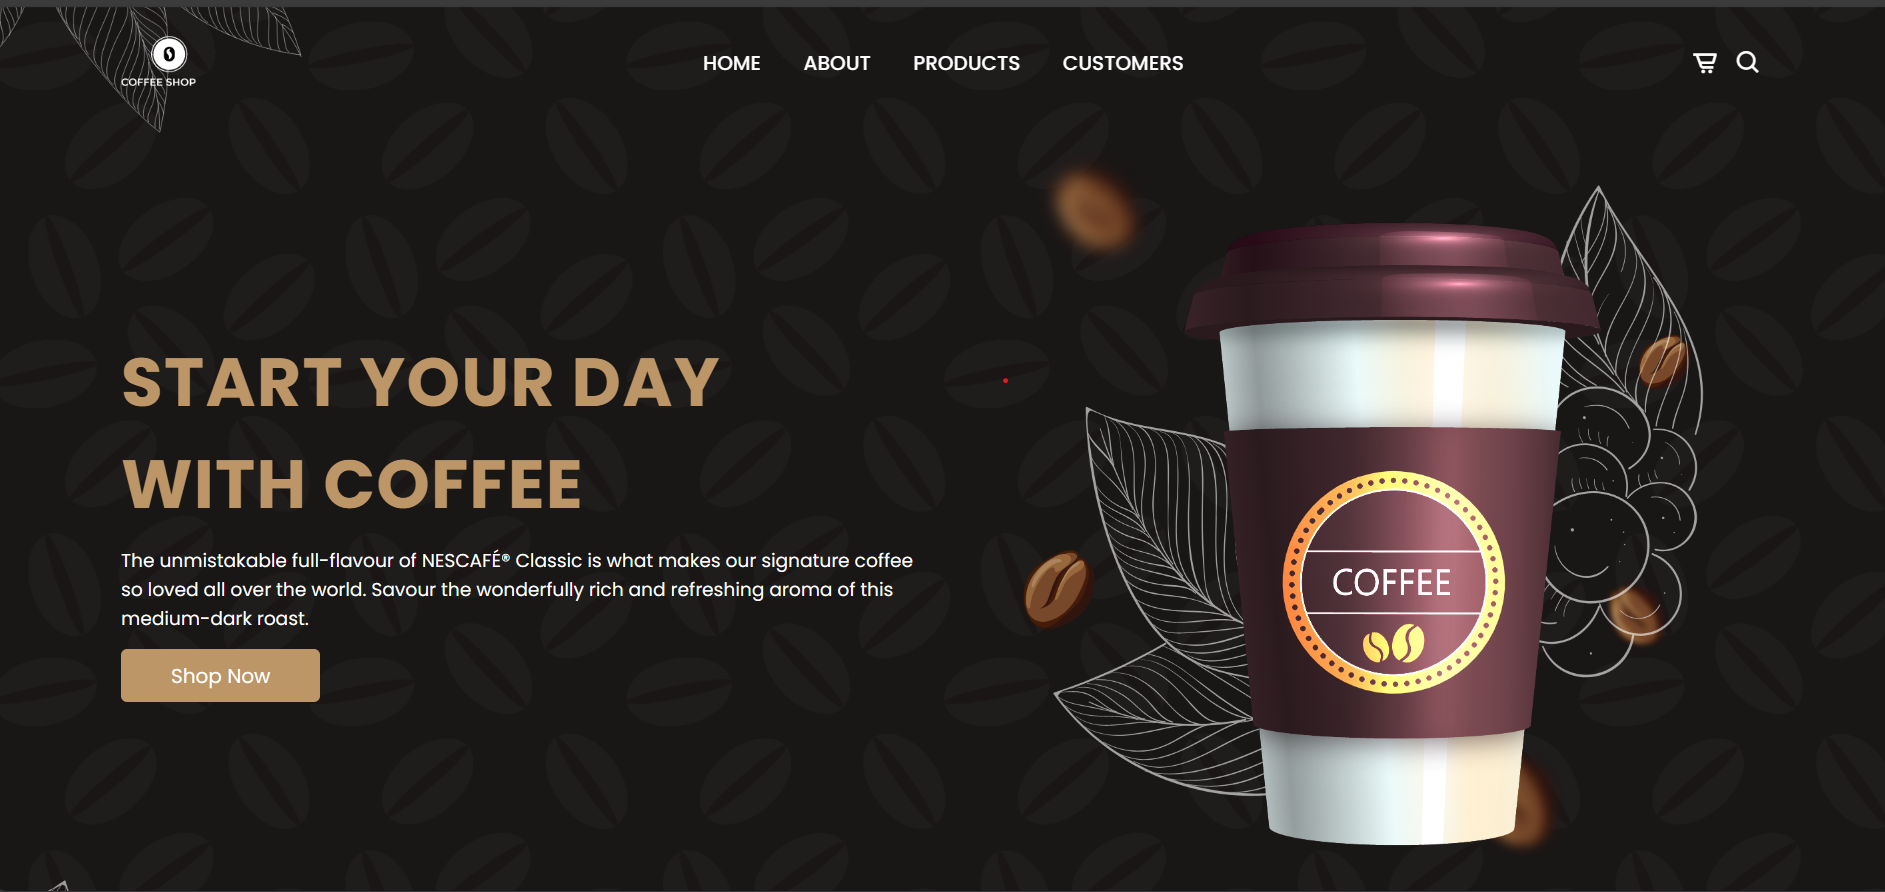 COFFEE SHOP
HOME ABOUT PRODUCTS CUSTOMERS
START YOUR DAY
WITH COFFEE
The unmistakable full-flavour of NESCAFÉ® Classic is what makes our signature coffee
so loved all over the world. Savour the wonderfully rich and refreshing aroma of this
medium-dark roast.
Shop Now
COFFEE